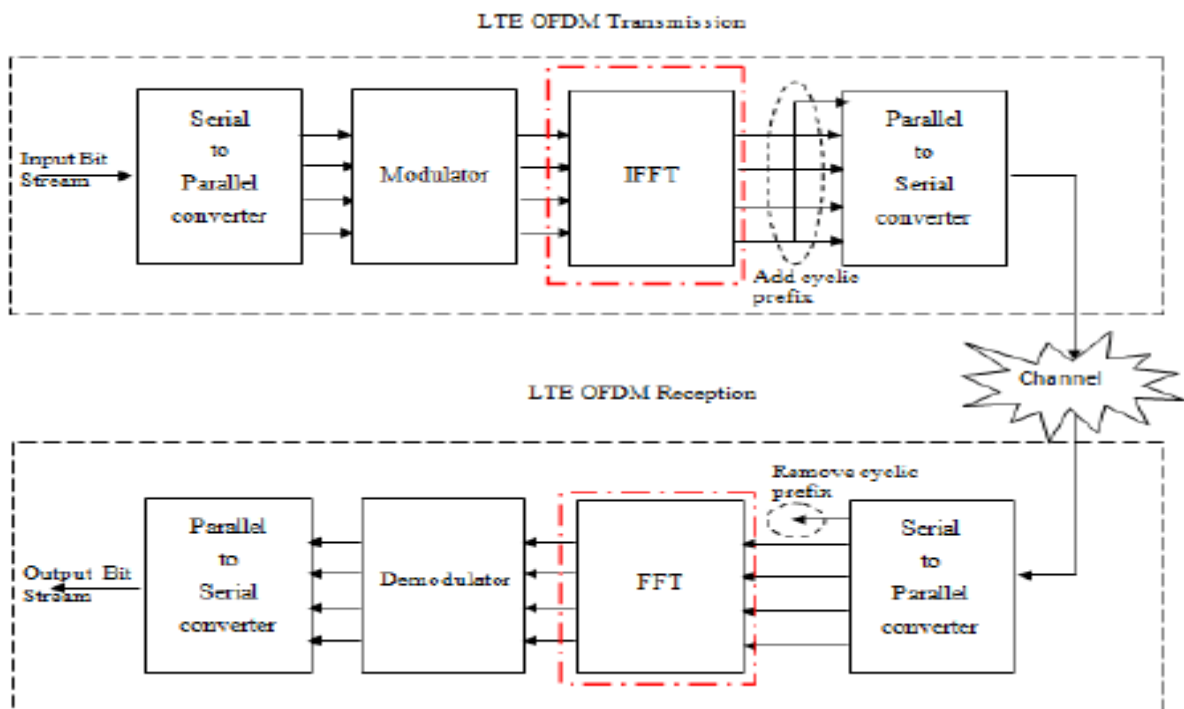 LTE OFDM Transmission
Serial
to
Parallel
converter
Modulator
IFFT
Parallel
to
Serial
converter
Input Bit
Stream
Add cyclic
prefix
Channel
LTE OFDM Reception
Remove cyclic
prefix
Parallel
to
Serial
converter
Demodulator
FFT
Serial
to
Parallel
converter
Output Bit
Stream